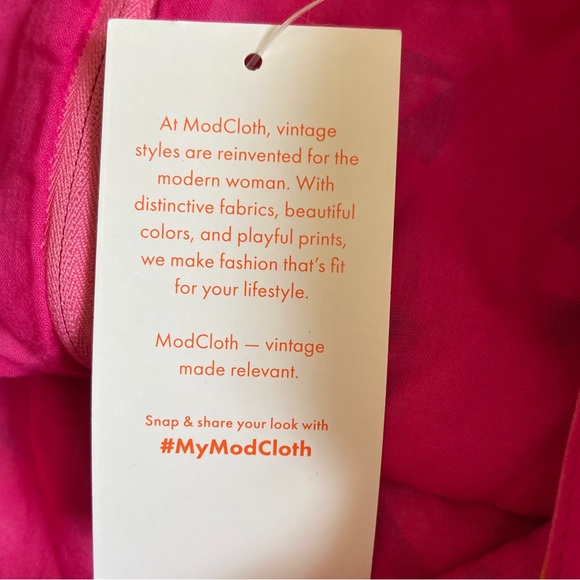 At ModCloth, vintage
styles are reinvented for the
modern woman. With
distinctive fabrics, beautiful
colors, and playful prints,
we make fashion that's fit
for your lifestyle.
ModCloth — vintage
made relevant.
Snap & share your look with
#MyModCloth